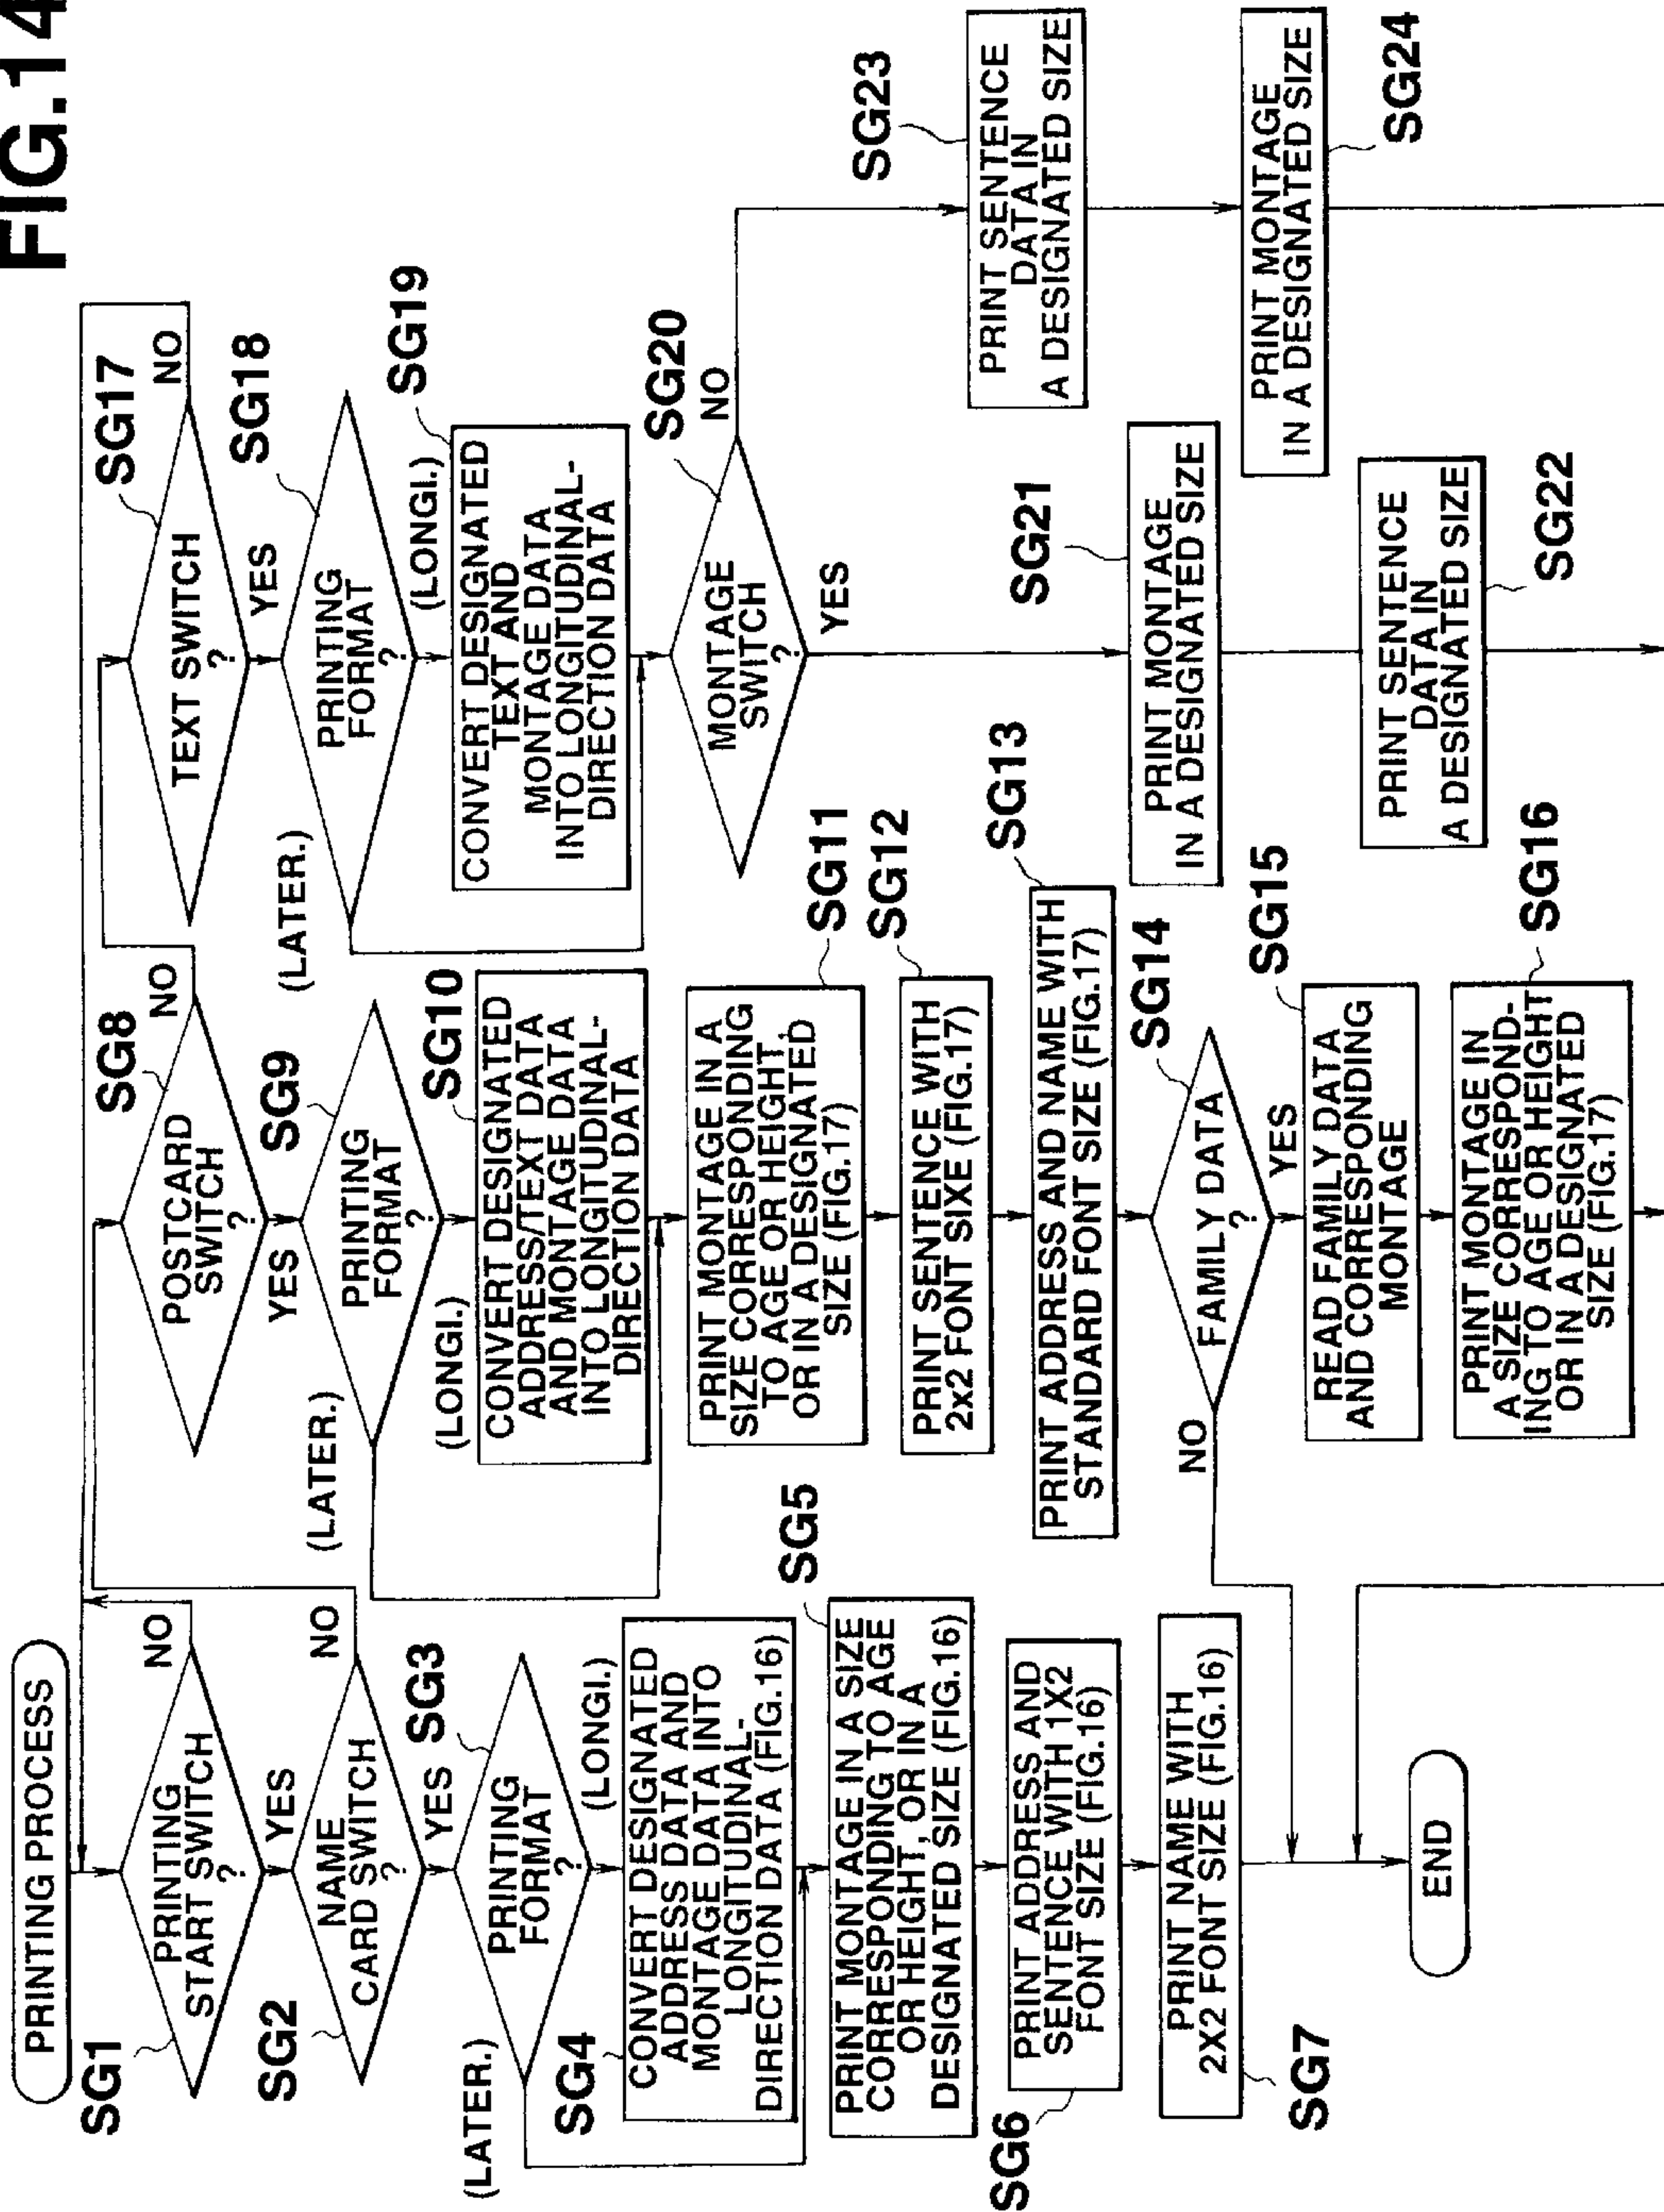 FIG.14
PRINTING PROCESS
SG1
PRINTING
START SWITCH
?
NO
YES
SG2
NAME
CARD SWITCH
?
NO
YES
SG3
PRINTING
FORMAT
?
(LATER.)
(LONGI.)
SG4
CONVERT DESIGNATED
ADDRESS DATA AND
MONTAGE DATA INTO
LONGITUDINAL-
DIRECTION DATA (FIG.16)
SG5
PRINT MONTAGE IN A SIZE
CORRESPONDING TO AGE
OR HEIGHT, OR IN A
DESIGNATED SIZE (FIG.16)
SG6
PRINT ADDRESS AND
SENTENCE WITH 1X2
FONT SIZE (FIG.16)
SG7
PRINT NAME WITH
2X2 FONT SIZE (FIG.16)
END
SG8
POSTCARD
SWITCH
?
NO
YES
SG9
PRINTING
FORMAT
?
(LATER.)
(LONGI.)
SG10
CONVERT DESIGNATED
ADDRESS/TEXT DATA
AND MONTAGE DATA
INTO LONGITUDINAL-
DIRECTION DATA
SG11
PRINT MONTAGE IN A
SIZE CORRESPONDING
TO AGE OR HEIGHT,
OR IN A DESIGNATED
SIZE (FIG.17)
SG12
PRINT SENTENCE WITH
2x2 FONT SIXE (FIG.17)
SG13
PRINT ADDRESS AND NAME WITH
STANDARD FONT SIZE (FIG.17)
SG14
FAMILY DATA
?
NO
YES
SG15
READ FAMILY DATA
AND CORRESPONDING
MONTAGE
SG16
PRINT MONTAGE IN
A SIZE CORRESPOND-
ING TO AGE OR HEIGHT
OR IN A DESIGNATED
SIZE (FIG.17)
SG17
TEXT SWITCH
?
NO
YES
SG18
PRINTING
FORMAT
?
(LATER.)
(LONGI.)
SG19
CONVERT DESIGNATED
TEXT AND
MONTAGE DATA
INTO LONGITUDINAL-
DIRECTION DATA
SG20
MONTAGE
SWITCH
?
NO
YES
SG21
PRINT MONTAGE
IN A DESIGNATED SIZE
SG22
PRINT SENTENCE
DATA IN
A DESIGNATED SIZE
SG23
PRINT SENTENCE
DATA IN
A DESIGNATED SIZE
SG24
PRINT MONTAGE
IN A DESIGNATED SIZE